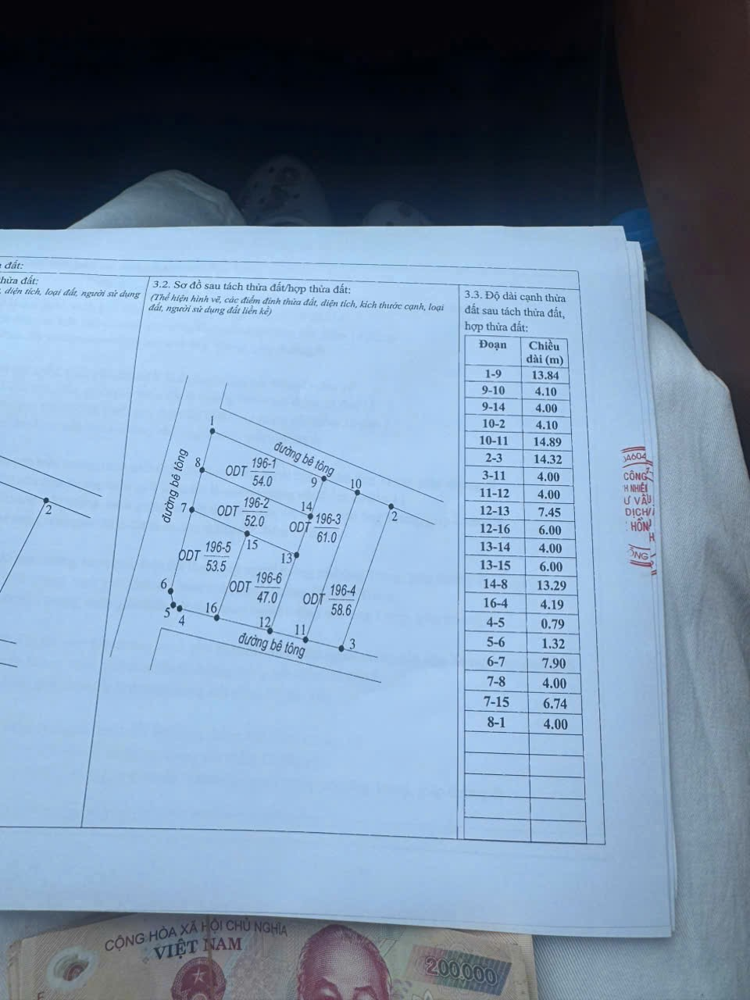 đất:
thửa đất:
diện tích, loại đất, người sử dụng
2
3.2. Sơ đồ sau tách thửa đất/hợp thửa đất:
(Thể hiện hình vẽ, các điểm đỉnh thửa đất, diện tích, kích thước cạnh, loại
đất, người sử dụng đất liền kề)
1
đường bê tông
đường bê tông
8
ODT 196-1
54.0
9
10
7
ODT 196-2
52.0
14
2
ODT 196-3
61.0
ODT 196-5
53.5
15
13
6
ODT 196-6
47.0
ODT 196-4
58.6
5
4
16
12
11
3
đường bê tông
3.3. Độ dài cạnh thửa
đất sau tách thửa đất,
hợp thửa đất:
Đoạn Chiều
dài (m)
1-9 13.84
9-10 4.10
9-14 4.00
10-2 4.10
10-11 14.89
2-3 14.32
3-11 4.00
11-12 4.00
12-13 7.45
12-16 6.00
13-14 4.00
13-15 6.00
14-8 13.29
16-4 4.19
4-5 0.79
5-6 1.32
6-7 7.90
7-8 4.00
7-15 6.74
8-1 4.00
CÔNG
H NHIỆ
Ư VẤ
DỊCH
HỒN
CỘNG HÒA XÃ HỘI CHỦ NGHĨA
VIỆT NAM
200.000